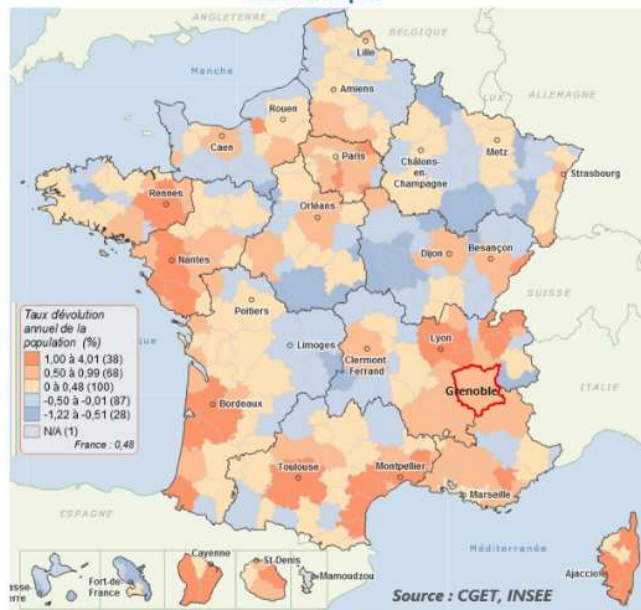 ANGLETERRE
BELGIQUE
Lille
Manche
LUX.
ALLEMAGNE
Amiens
Rouen
Caen
Metz
Paris
Châlons-
en-
Champagne
Strasbourg
Rennes
Orléans
Nantes
Dijon
Besançon
SUISSE
Poitiers
Taux d'évolution
annuel de la
population (%)
1,00 à 4,01 (38)
0,50 à 0,99 (68)
0 à 0,48 (100)
-0,50 à -0,01 (87)
-1,22 à -0,51 (28)
N/A (1)
France : 0,48
Limoges
Clermont-
Ferrand
Lyon
Grenoble
ITALIE
Bordeaux
Toulouse
Montpellier
Marseille
ESPAGNE
Méditerranée
Ajaccio
asse-
erre
Fort-de-
France
Cayenne
St-Denis
Mamoudzou
Source : CGET, INSEE